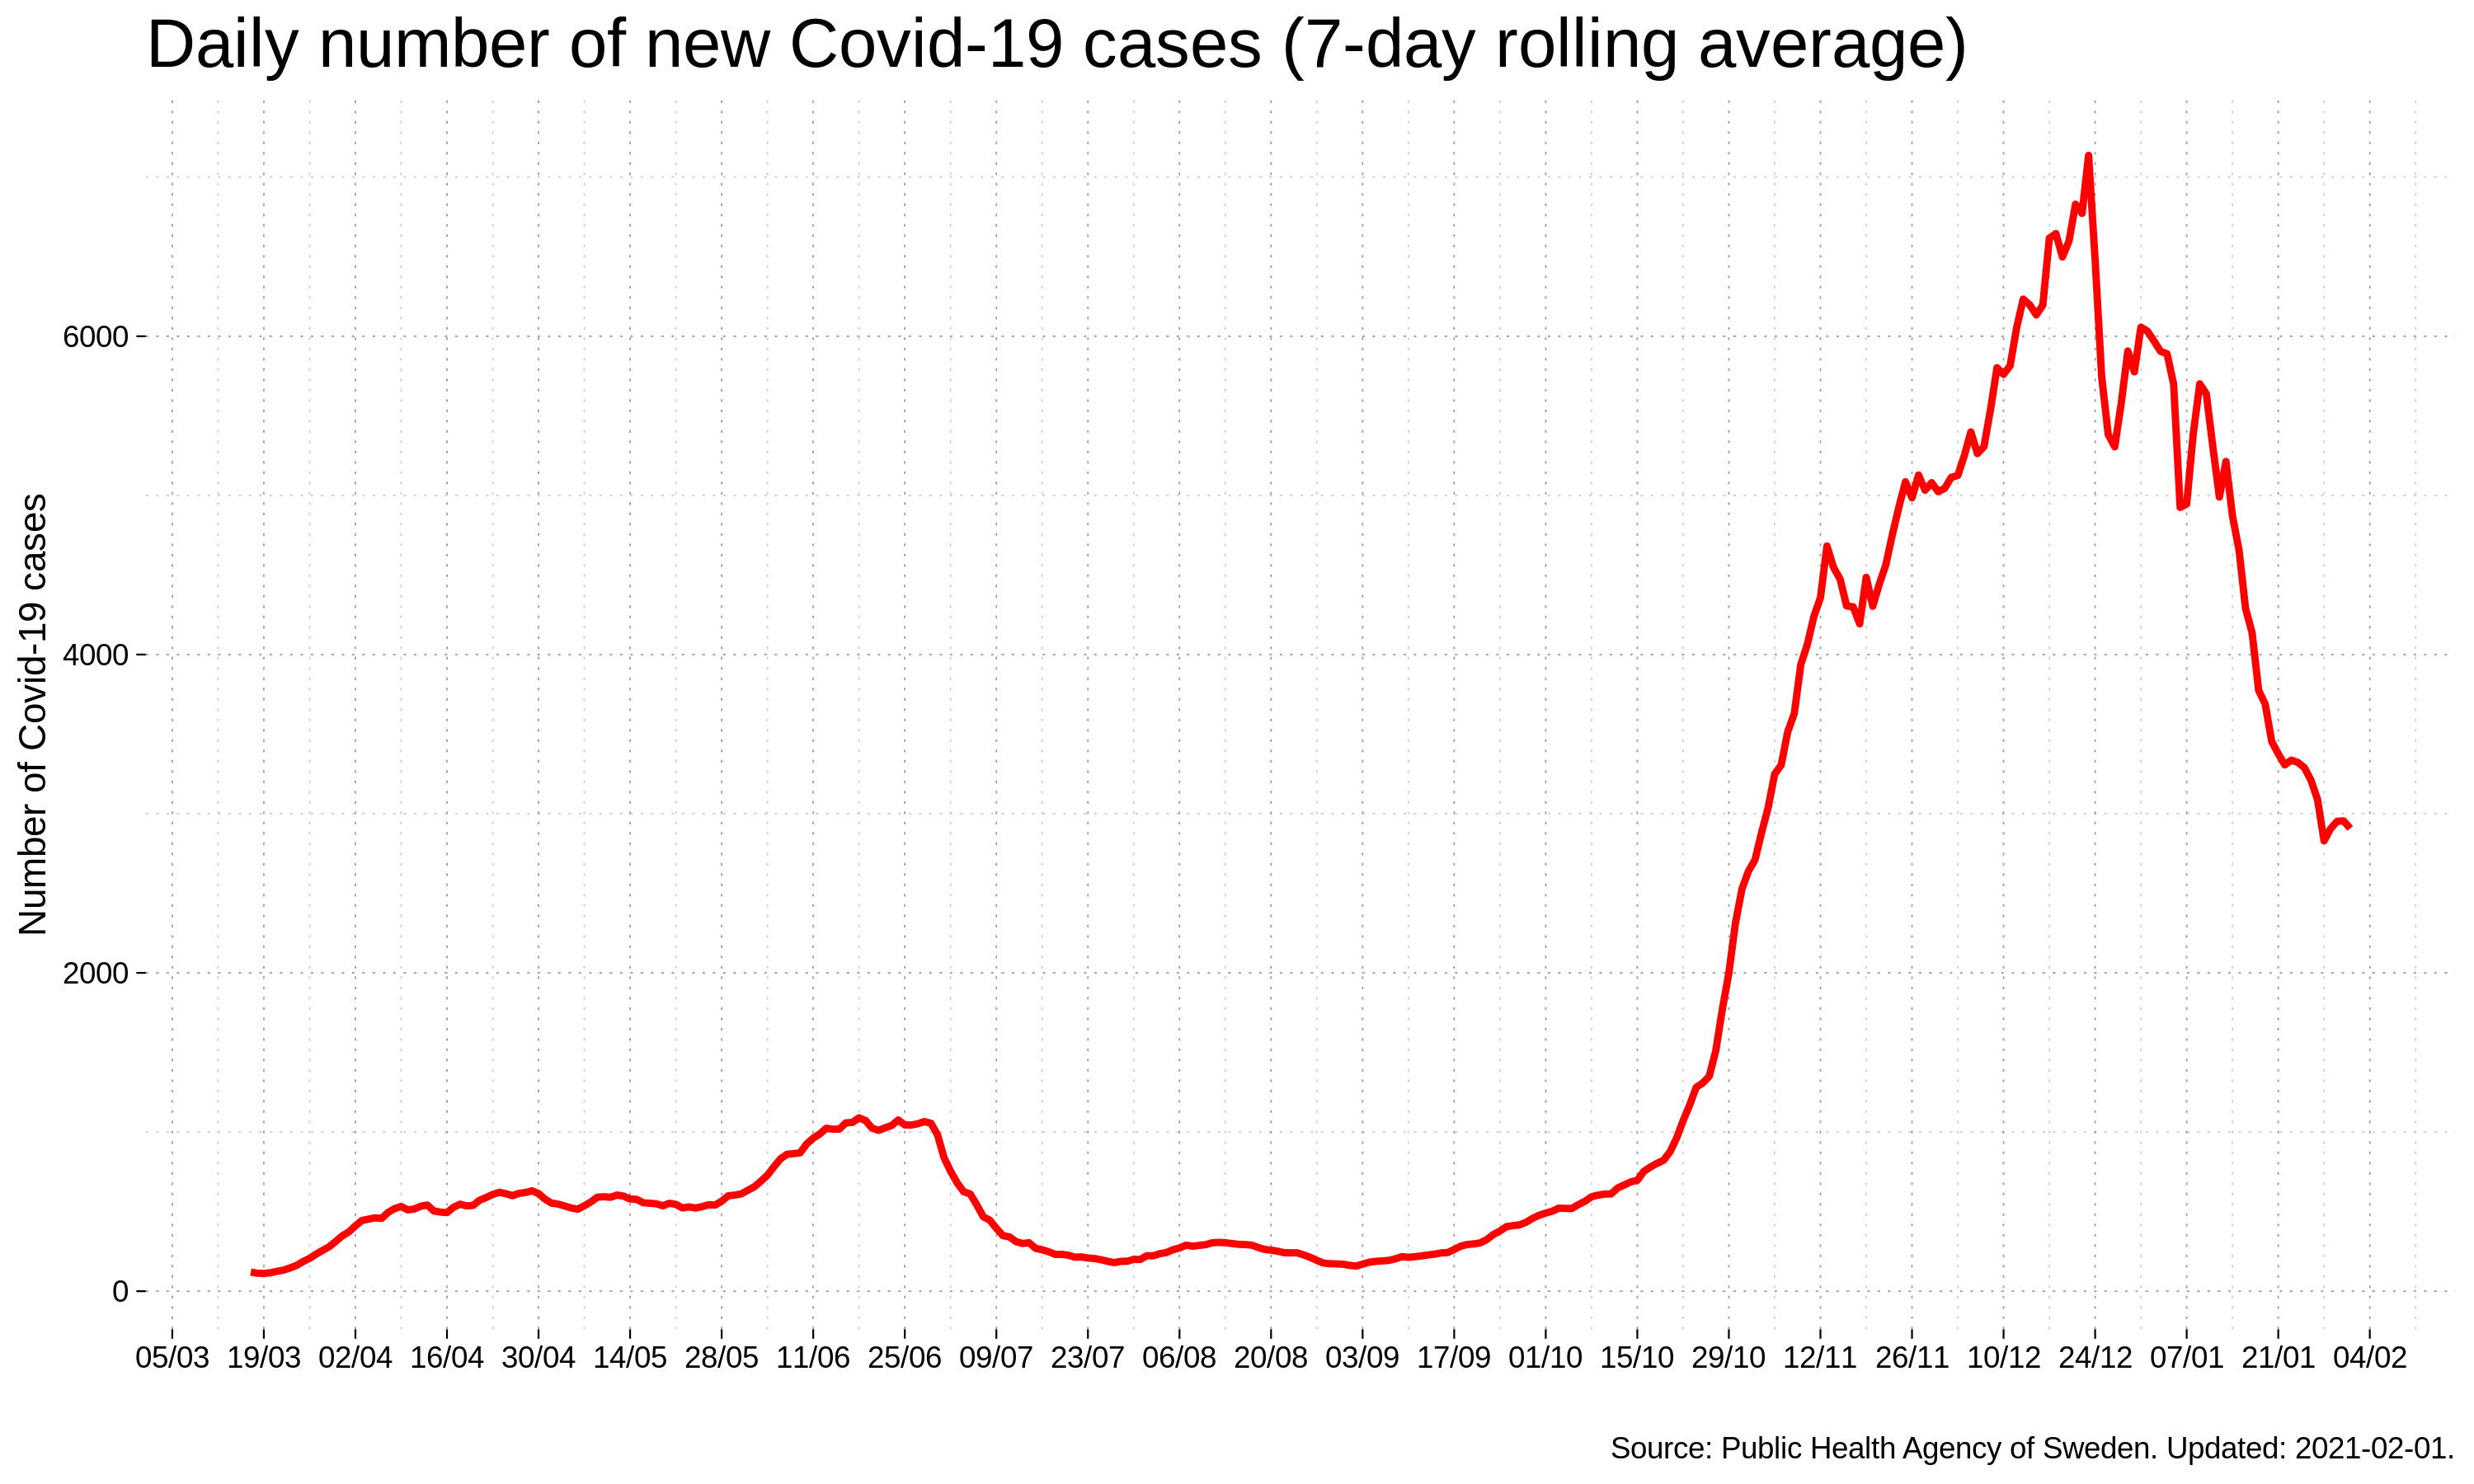 Daily number of new Covid-19 cases (7-day rolling average)
Number of Covid-19 cases
6000
4000
2000
0
05/03 19/03 02/04 16/04 30/04 14/05 28/05 11/06 25/06 09/07 23/07 06/08 20/08 03/09 17/09 01/10 15/10 29/10 12/11 26/11 10/12 24/12 07/01 21/01 04/02
Source: Public Health Agency of Sweden. Updated: 2021-02-01.